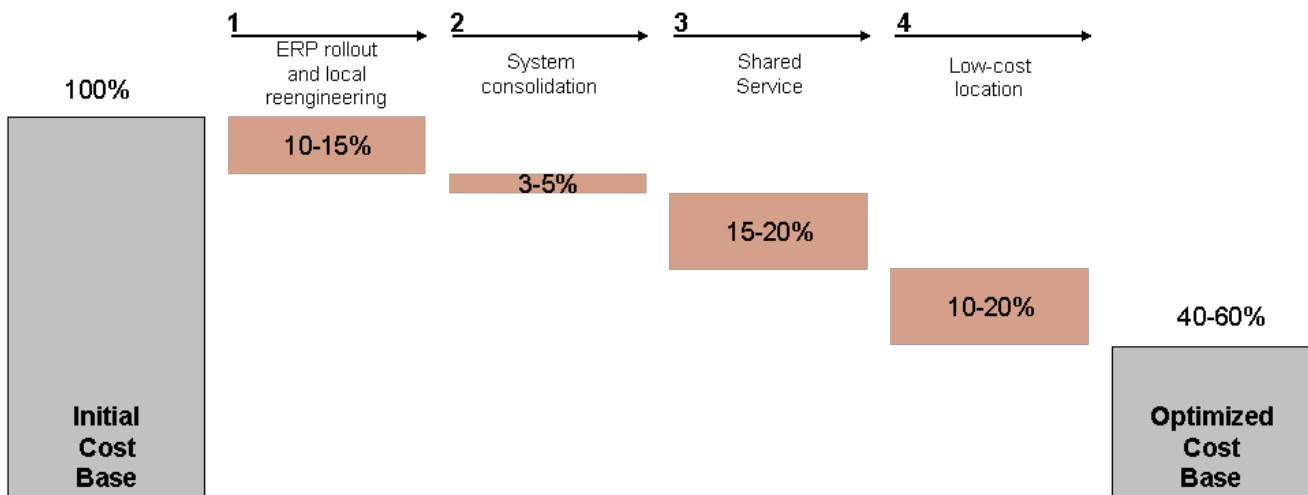 1
ERP rollout
and local
reengineering
2
System
consolidation
3
Shared
Service
4
Low-cost
location
100%
10-15%
3-5%
15-20%
10-20%
40-60%
Initial
Cost
Base
Optimized
Cost
Base